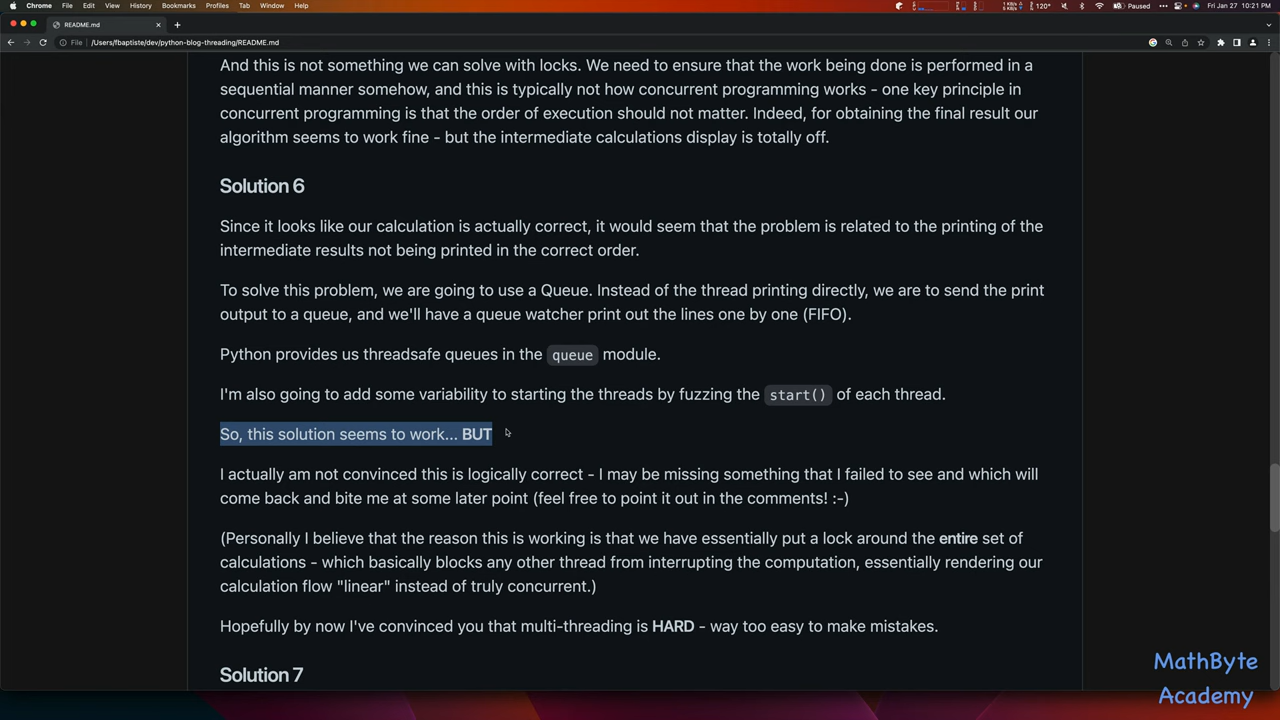 Chrome File Edit View History Bookmarks Profiles Tab Window Help
120° Paused Fri Jan 27 10:21 PM
README.md
File /Users/fbaptiste/dev/python-blog-threading/README.md
And this is not something we can solve with locks. We need to ensure that the work being done is performed in a
sequential manner somehow, and this is typically not how concurrent programming works - one key principle in
concurrent programming is that the order of execution should not matter. Indeed, for obtaining the final result our
algorithm seems to work fine - but the intermediate calculations display is totally off.
Solution 6
Since it looks like our calculation is actually correct, it would seem that the problem is related to the printing of the
intermediate results not being printed in the correct order.
To solve this problem, we are going to use a Queue. Instead of the thread printing directly, we are to send the print
output to a queue, and we'll have a queue watcher print out the lines one by one (FIFO).
Python provides us threadsafe queues in the queue module.
I'm also going to add some variability to starting the threads by fuzzing the start() of each thread.
So, this solution seems to work... BUT
I actually am not convinced this is logically correct - I may be missing something that I failed to see and which will
come back and bite me at some later point (feel free to point it out in the comments! :-)
(Personally I believe that the reason this is working is that we have essentially put a lock around the entire set of
calculations - which basically blocks any other thread from interrupting the computation, essentially rendering our
calculation flow "linear" instead of truly concurrent.)
Hopefully by now I've convinced you that multi-threading is HARD - way too easy to make mistakes.
Solution 7
MathByte
Academy